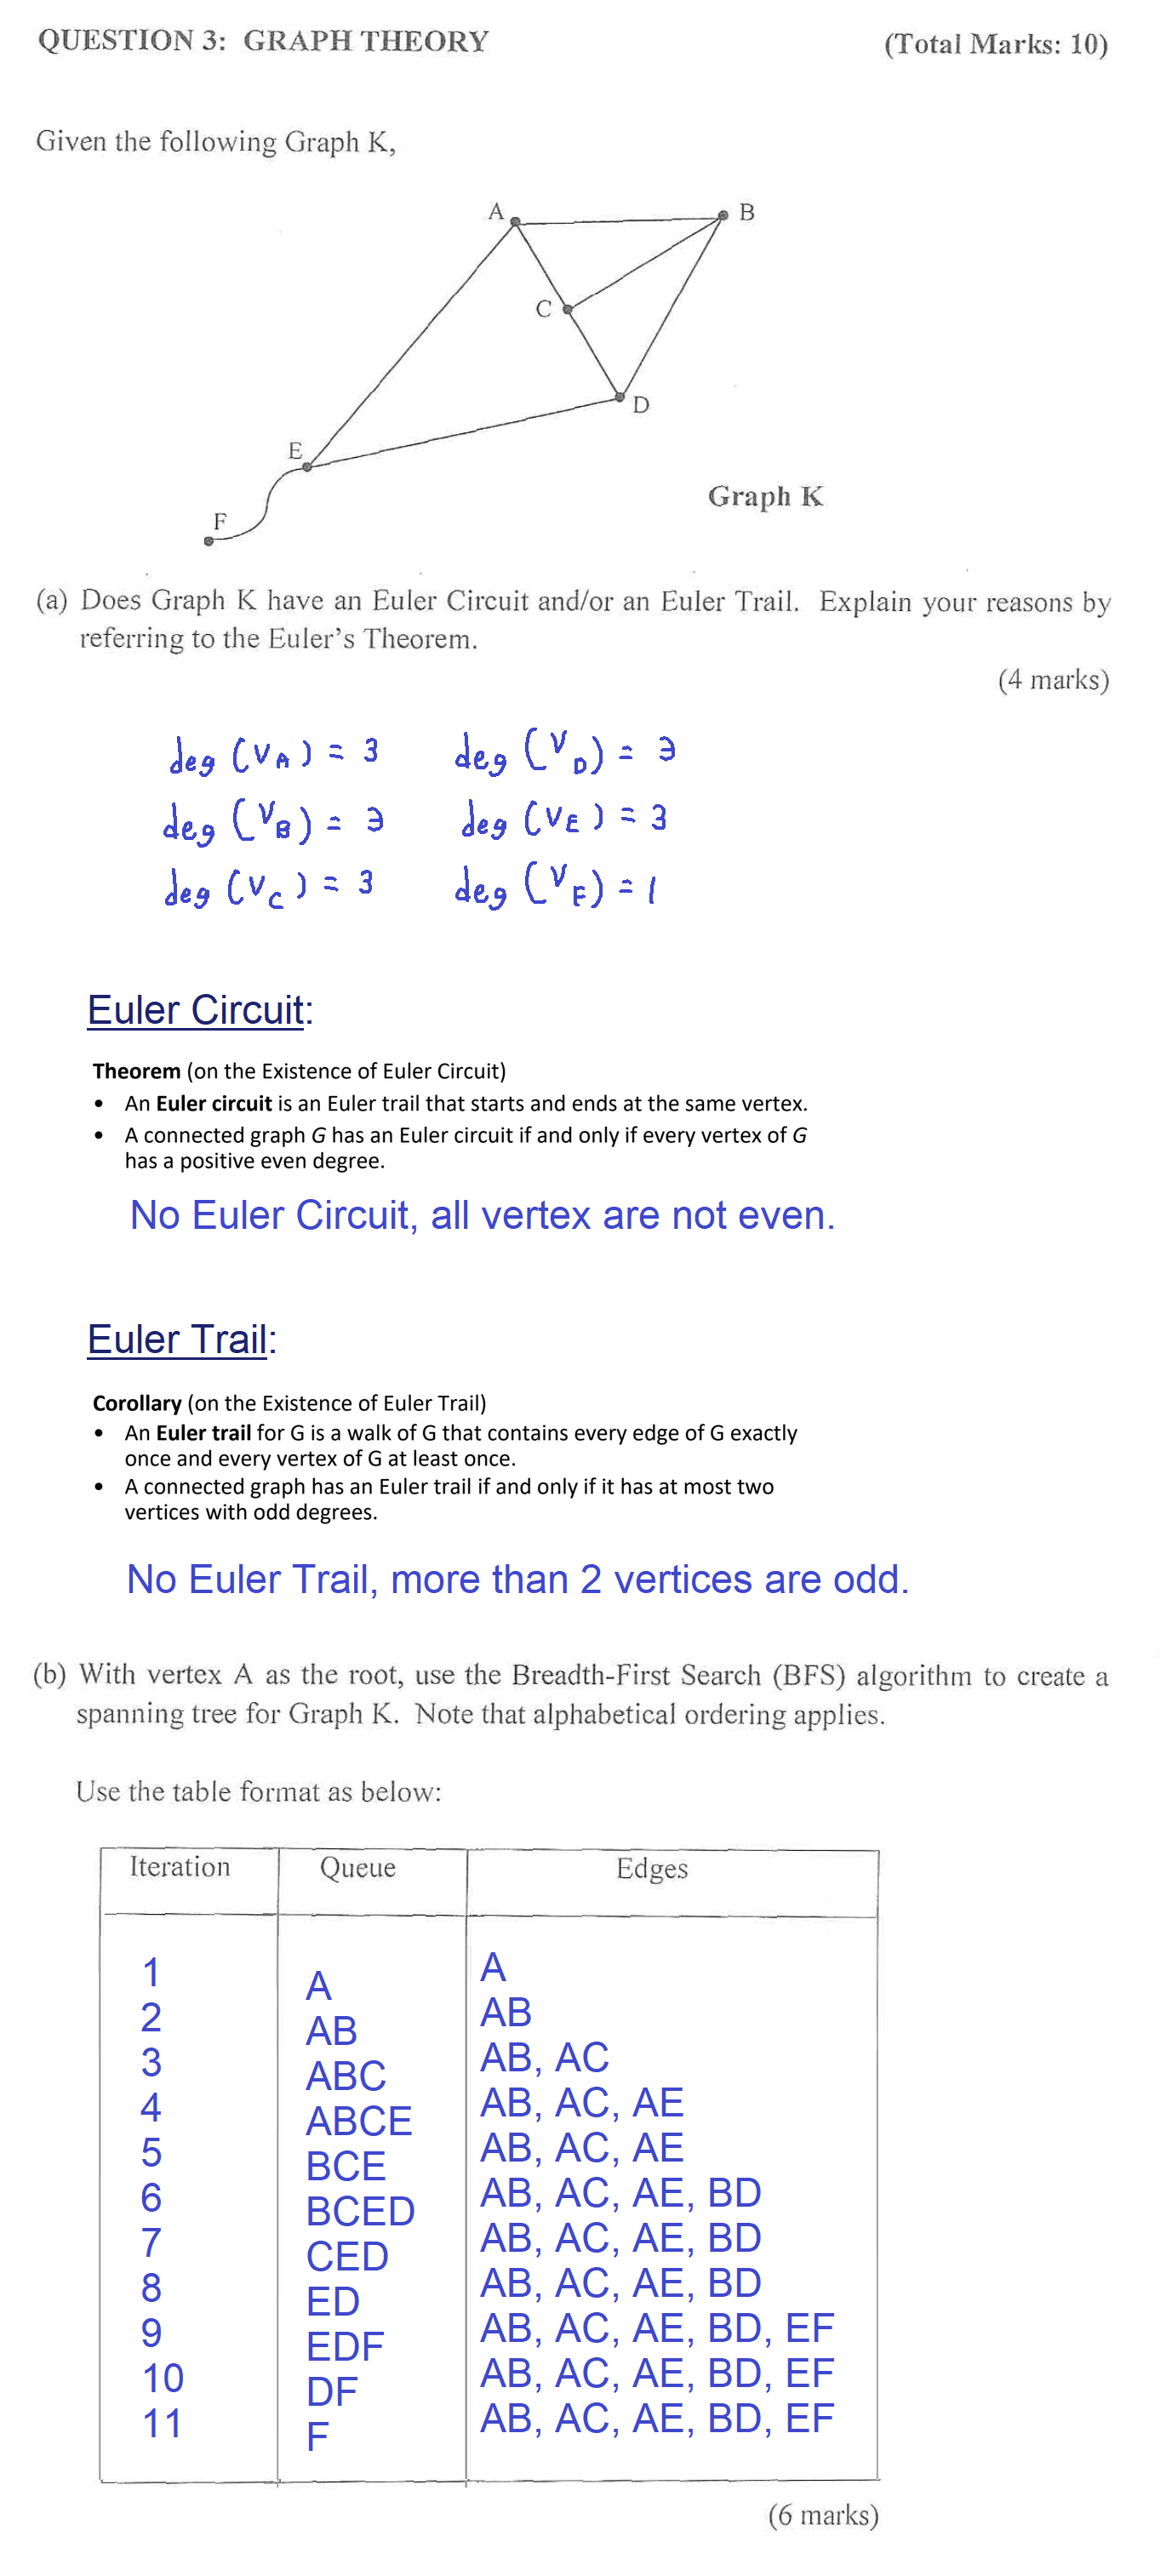 QUESTION 3: GRAPH THEORY (Total Marks: 10)
Given the following Graph K,
A
B
C
D
E
F
Graph K
(a) Does Graph K have an Euler Circuit and/or an Euler Trail. Explain your reasons by
referring to the Euler's Theorem.
(4 marks)
deg (V_A) = 3 deg (V_D) = 3
deg (V_B) = 3 deg (V_E) = 3
deg (V_C) = 3 deg (V_F) = 1
Euler Circuit:
Theorem (on the Existence of Euler Circuit)
• An Euler circuit is an Euler trail that starts and ends at the same vertex.
• A connected graph G has an Euler circuit if and only if every vertex of G
has a positive even degree.
No Euler Circuit, all vertex are not even.
Euler Trail:
Corollary (on the Existence of Euler Trail)
• An Euler trail for G is a walk of G that contains every edge of G exactly
once and every vertex of G at least once.
• A connected graph has an Euler trail if and only if it has at most two
vertices with odd degrees.
No Euler Trail, more than 2 vertices are odd.
(b) With vertex A as the root, use the Breadth-First Search (BFS) algorithm to create a
spanning tree for Graph K. Note that alphabetical ordering applies.
Use the table format as below:
Iteration Queue Edges
1 A A
2 AB AB
3 ABC AB, AC
4 ABCE AB, AC, AE
5 BCE AB, AC, AE
6 BCED AB, AC, AE, BD
7 CED AB, AC, AE, BD
8 ED AB, AC, AE, BD
9 EDF AB, AC, AE, BD, EF
10 DF AB, AC, AE, BD, EF
11 F AB, AC, AE, BD, EF
(6 marks)